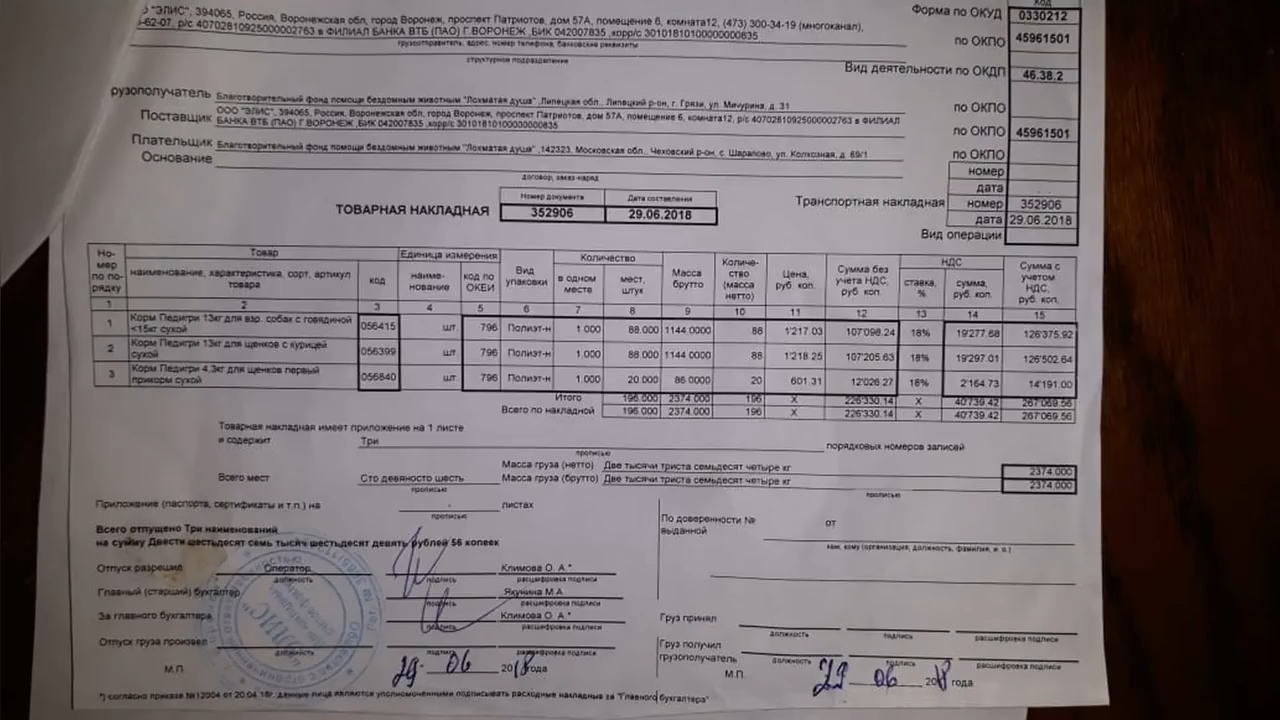 Форма по ОКУД
Код
0330212
"ЭЛИС", 394065, Россия, Воронежская обл, город Воронеж, проспект Патриотов, дом 57А, помещение 6, комната12, (473) 300-34-19 (многоканал),
-62-07, р/с 40702810925000002763 в ФИЛИАЛ БАНКА ВТБ (ПАО) Г.ВОРОНЕЖ ,БИК 042007835 ,корр/с 30101810100000000835
по ОКПО 45961501
грузоотправитель, адрес, номер телефона, банковские реквизиты
структурное подразделение
Вид деятельности по ОКДП 46.38.2
рузополучатель Благотворительный фонд помощи бездомным животным "Лохматая душа" ,Липецкая обл., Липецкий р-он, г. Грязи, ул. Мичурина, д. 31 по ОКПО
Поставщик ООО "ЭЛИС", 394065, Россия, Воронежская обл, город Воронеж, проспект Патриотов, дом 57А, помещение 6, комната12, р/с 40702810925000002763 в ФИЛИАЛ
БАНКА ВТБ (ПАО) Г.ВОРОНЕЖ ,БИК 042007835 ,корр/с 30101810100000000835 по ОКПО 45961501
Плательщик Благотворительный фонд помощи бездомным животным "Лохматая душа" ,142323, Московская обл., Чеховский р-он, с. Шарапово, ул. Колхозная, д. 69/1 по ОКПО
Основание
договор, заказ-наряд
номер
дата
Номер документа Дата составления
ТОВАРНАЯ НАКЛАДНАЯ 352906 29.06.2018
Транспортная накладная номер 352906
дата 29.06.2018
Вид операции
Но-мер по по-рядку
Товар
наименование, характеристика, сорт, артикул товара
код
Единица измерения
наиме-нование
код по ОКЕИ
Вид упаковки
Количество
в одном месте
мест, штук
Масса брутто
Количе-ство (масса нетто)
Цена, руб. коп.
Сумма без учета НДС, руб. коп.
НДС
ставка, %
сумма, руб. коп.
Сумма с учетом НДС, руб. коп.
1 2 3 4 5 6 7 8 9 10 11 12 13 14 15
1 Корм Педигри 13кг для взр. собак с говядиной <15кг сухой 056415 шт. 796 Полиэт-н 1.000 88.000 1144.0000 88 1'217.03 107'098.24 18% 19'277.68 126'375.92
2 Корм Педигри 13кг для щенков с курицей сухой 056399 шт. 796 Полиэт-н 1.000 88.000 1144.0000 88 1'218.25 107'205.63 18% 19'297.01 126'502.64
3 Корм Педигри 4,3кг для щенков первый прикорм сухой 056840 шт. 796 Полиэт-н 1.000 20.000 86.0000 20 601.31 12'026.27 18% 2'164.73 14'191.00
Итого 196.000 2374.000 196 X 226'330.14 X 40'739.42 267'069.56
Всего по накладной 196.000 2374.000 196 X 226'330.14 X 40'739.42 267'069.56
Товарная накладная имеет приложение на 1 листе
и содержит Три порядковых номеров записей
прописью
Масса груза (нетто) Две тысячи триста семьдесят четыре кг 2374.000
Всего мест Сто девяносто шесть Масса груза (брутто) Две тысячи триста семьдесят четыре кг 2374.000
прописью прописью
Приложение (паспорта, сертификаты и т.п.) на - листах
прописью
По доверенности № от
выданной
кем, кому (организация, должность, фамилия, и. о.)
Всего отпущено Три наименований
на сумму Двести шестьдесят семь тысяч шестьдесят девять рублей 56 копеек
Отпуск разрешил Оператор Климова О. А.*
должность подпись расшифровка подписи
Главный (старший) бухгалтер Яхунина М.А.
подпись расшифровка подписи
За главного бухгалтера Климова О. А.*
подпись расшифровка подписи
Груз принял
должность подпись расшифровка подписи
Отпуск груза произвел
должность подпись расшифровка подписи
Груз получил
грузополучатель
должность подпись расшифровка подписи
М.П. 29 06 2018 года
М.П. 29 06 2018 года
*) согласно приказа №12004 от 20.04.18г. данные лица являются уполномоченными подписывать расходные накладные за "Главного бухгалтера"